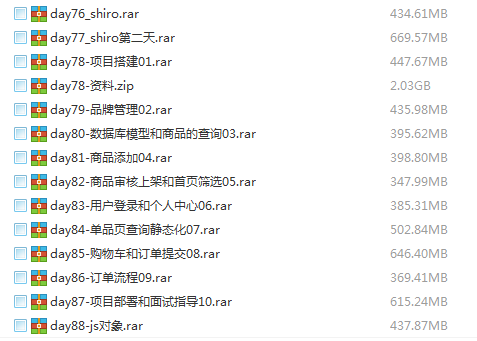 day76_shiro.rar 434.61MB
day77_shiro第二天.rar 669.57MB
day78-项目搭建01.rar 447.67MB
day78-资料.zip 2.03GB
day79-品牌管理02.rar 435.98MB
day80-数据库模型和商品的查询03.rar 395.62MB
day81-商品添加04.rar 398.80MB
day82-商品审核上架和首页筛选05.rar 347.99MB
day83-用户登录和个人中心06.rar 385.31MB
day84-单品页查询静态化07.rar 502.84MB
day85-购物车和订单提交08.rar 646.40MB
day86-订单流程09.rar 369.41MB
day87-项目部署和面试指导10.rar 615.24MB
day88-js对象.rar 437.87MB